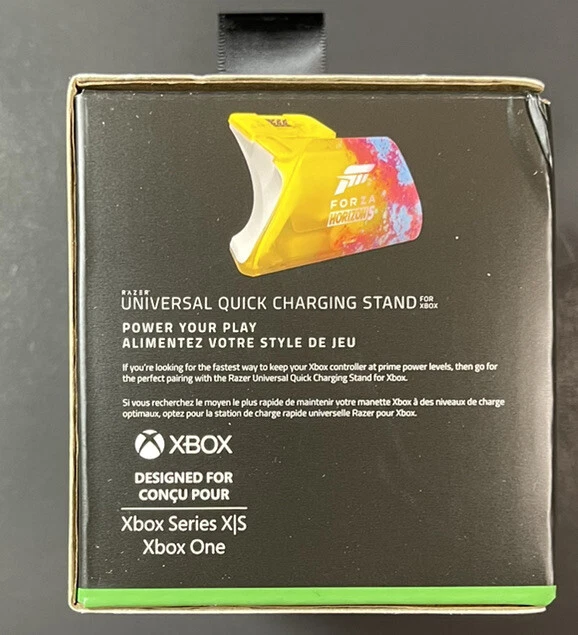 FORZA
HORIZON 5
RAZER
UNIVERSAL QUICK CHARGING STAND FOR XBOX
POWER YOUR PLAY
ALIMENTEZ VOTRE STYLE DE JEU
If you're looking for the fastest way to keep your Xbox controller at prime power levels, then go for
the perfect pairing with the Razer Universal Quick Charging Stand for Xbox.
Si vous recherchez le moyen le plus rapide de maintenir votre manette Xbox à des niveaux de charge
optimaux, optez pour la station de charge rapide universelle Razer pour Xbox.
XBOX
DESIGNED FOR
CONÇU POUR
Xbox Series X|S
Xbox One